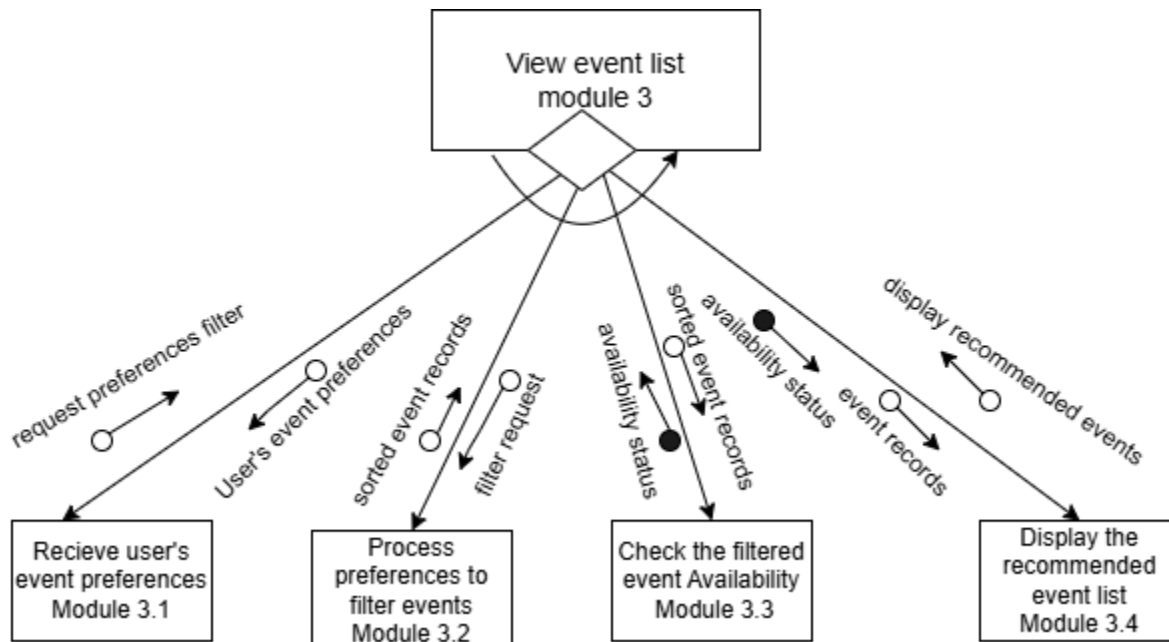 View event list
module 3
request preferences filter
User's event preferences
sorted event records
filter request
availability status
sorted event records
availability status
event records
display recommended events
Recieve user's
event preferences
Module 3.1
Process
preferences to
filter events
Module 3.2
Check the filtered
event Availability
Module 3.3
Display the
recommended
event list
Module 3.4